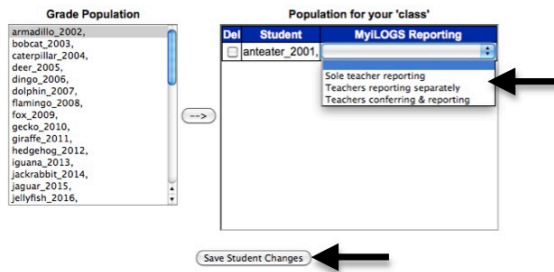 Grade Population
armadillo_2002,
bobcat_2003,
caterpillar_2004,
deer_2005,
dingo_2006,
dolphin_2007,
flamingo_2008,
fox_2009,
gecko_2010,
giraffe_2011,
hedgehog_2012,
iguana_2013,
jackrabbit_2014,
jaguar_2015,
jellyfish_2016,
-->
Population for your 'class'
Del Student MyiLOGS Reporting
anteater_2001,
Sole teacher reporting
Teachers reporting separately
Teachers conferring & reporting
Save Student Changes